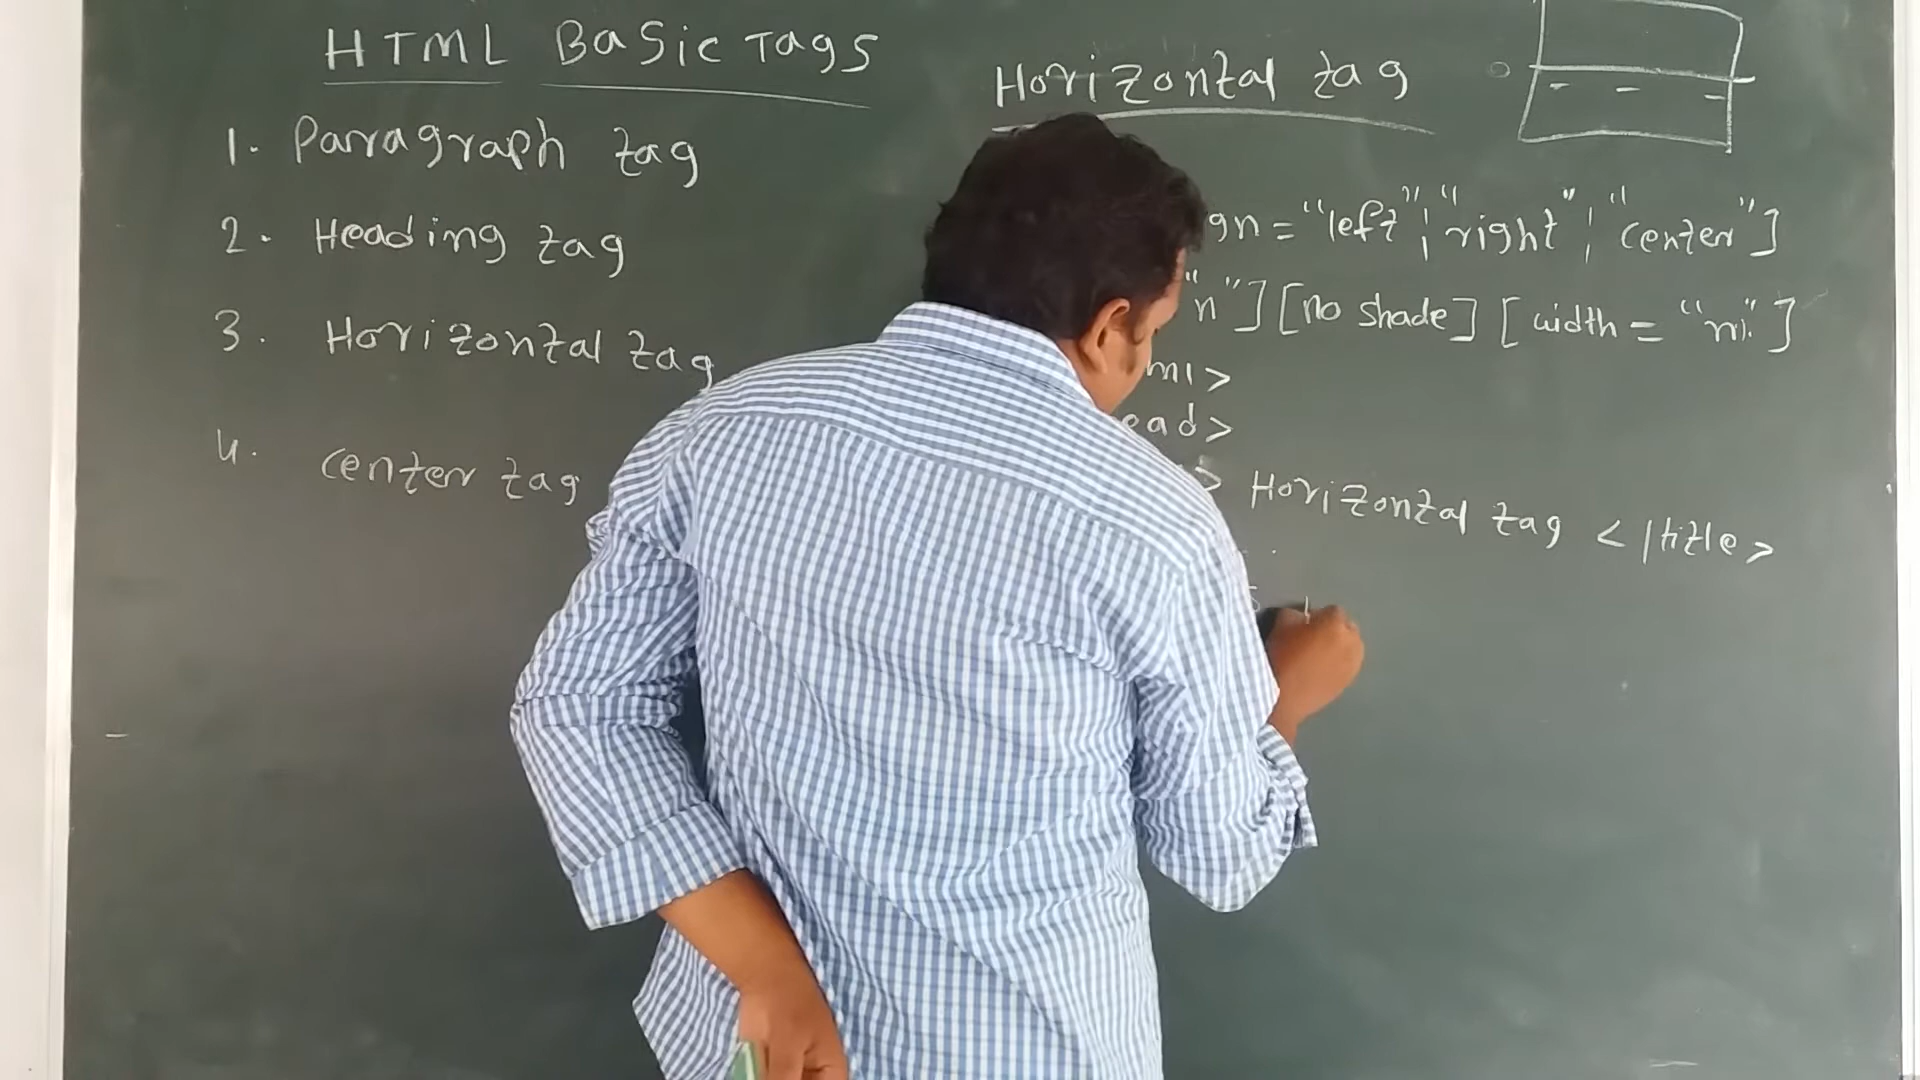 HTML Basic Tags
1. Paragraph tag
2. Heading tag
3. Horizontal tag
4. center tag
Horizontal tag
gn = "left" ¦ "right" ¦ "center"]
"n"] [no shade] [width = "n%"]
ml>
ead>
> Horizontal tag </title>